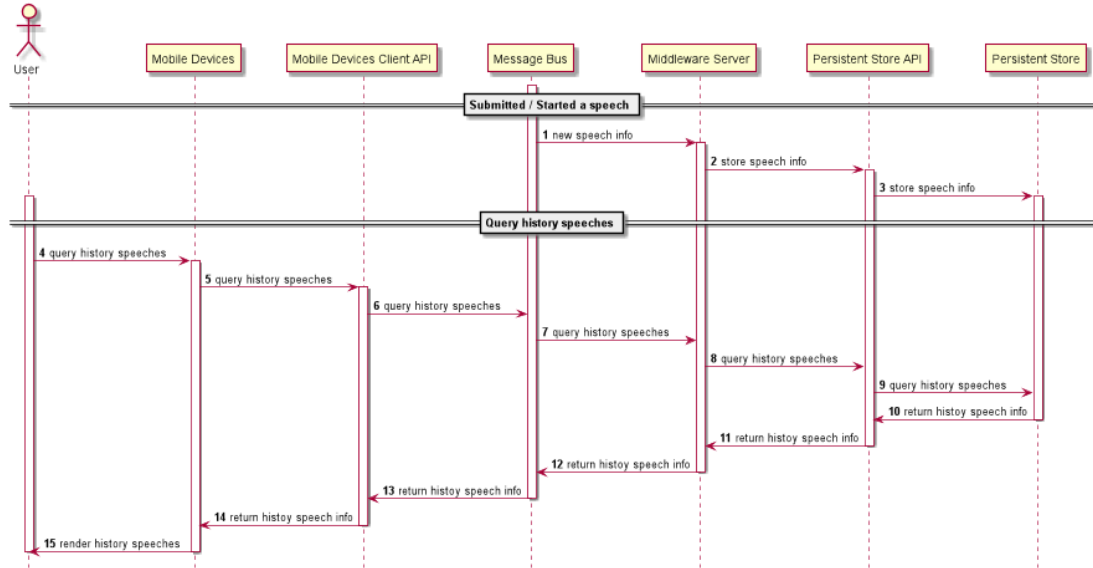 User
Mobile Devices
Mobile Devices Client API
Message Bus
Middleware Server
Persistent Store API
Persistent Store
Submitted / Started a speech
1 new speech info
2 store speech info
3 store speech info
Query history speeches
4 query history speeches
5 query history speeches
6 query history speeches
7 query history speeches
8 query history speeches
9 query history speeches
10 return histoy speech info
11 return histoy speech info
12 return histoy speech info
13 return histoy speech info
14 return histoy speech info
15 render history speeches